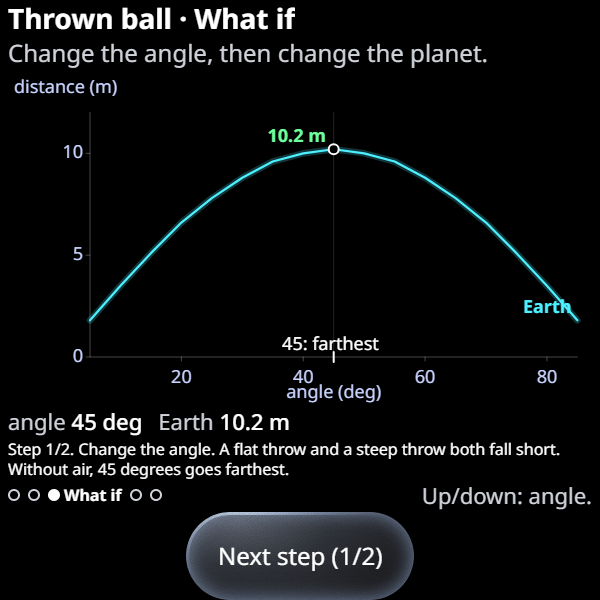 Thrown ball · What if
Change the angle, then change the planet.
distance (m)
10.2 m
10
5
Earth
45: farthest
0
20
40
60
80
angle (deg)
angle 45 deg Earth 10.2 m
Step 1/2. Change the angle. A flat throw and a steep throw both fall short.
Without air, 45 degrees goes farthest.
What if
Up/down: angle.
Next step (1/2)